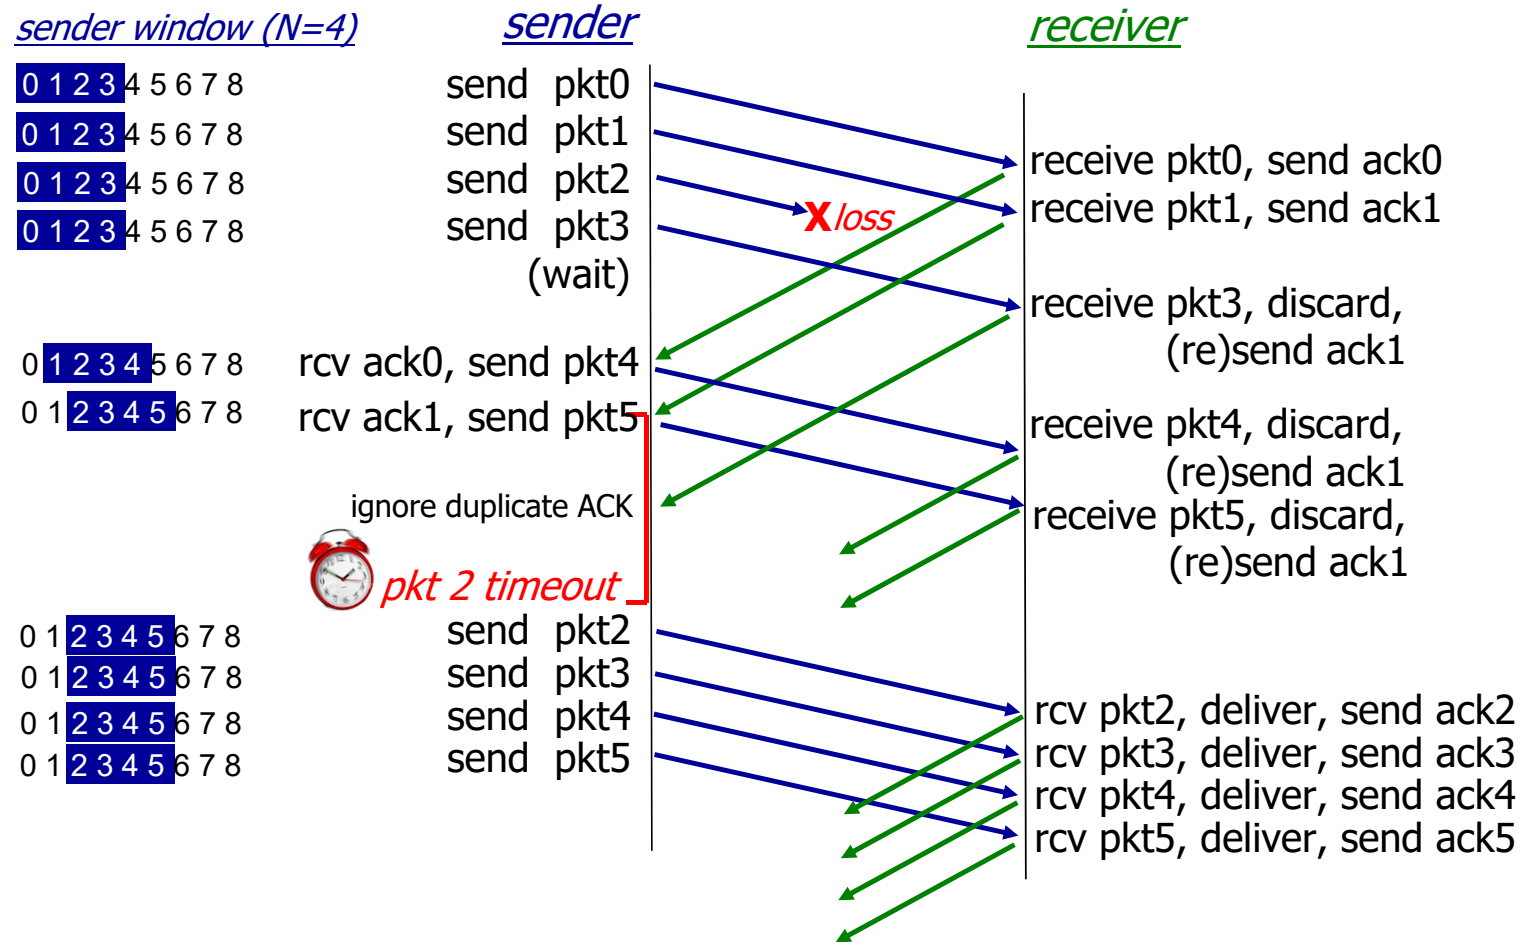 sender window (N=4) sender receiver
0 1 2 3 4 5 6 7 8 send pkt0
0 1 2 3 4 5 6 7 8 send pkt1
receive pkt0, send ack0
0 1 2 3 4 5 6 7 8 send pkt2
receive pkt1, send ack1
X loss
0 1 2 3 4 5 6 7 8 send pkt3
(wait)
receive pkt3, discard,
(re)send ack1
0 1 2 3 4 5 6 7 8 rcv ack0, send pkt4
0 1 2 3 4 5 6 7 8 rcv ack1, send pkt5
receive pkt4, discard,
(re)send ack1
ignore duplicate ACK
receive pkt5, discard,
(re)send ack1
pkt 2 timeout
0 1 2 3 4 5 6 7 8 send pkt2
0 1 2 3 4 5 6 7 8 send pkt3
0 1 2 3 4 5 6 7 8 send pkt4
0 1 2 3 4 5 6 7 8 send pkt5
rcv pkt2, deliver, send ack2
rcv pkt3, deliver, send ack3
rcv pkt4, deliver, send ack4
rcv pkt5, deliver, send ack5